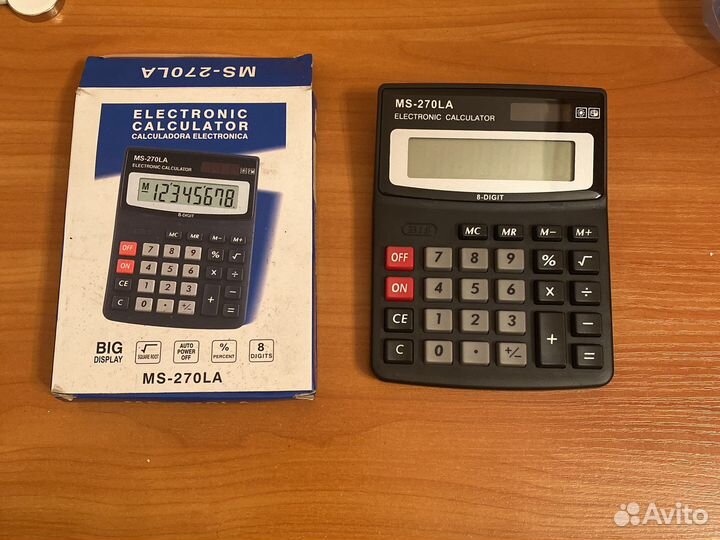 MS-270LA
ELECTRONIC
CALCULATOR
CALCULADORA ELECTRONICA
MS-270LA
ELECTRONIC CALCULATOR
M 12345678.
8-DIGIT
MC MR M− M+
OFF 7 8 9 % √
ON 4 5 6 × ÷
CE 1 2 3 + −
C 0 · +/− =
BIG
DISPLAY
√
SQUARE ROOT
AUTO
POWER
OFF
%
PERCENT
8
DIGITS
MS-270LA
MS-270LA
ELECTRONIC CALCULATOR
8-DIGIT
MC MR M− M+
OFF 7 8 9 % √
ON 4 5 6 × ÷
CE 1 2 3 + −
C 0 · +/− =
Avito